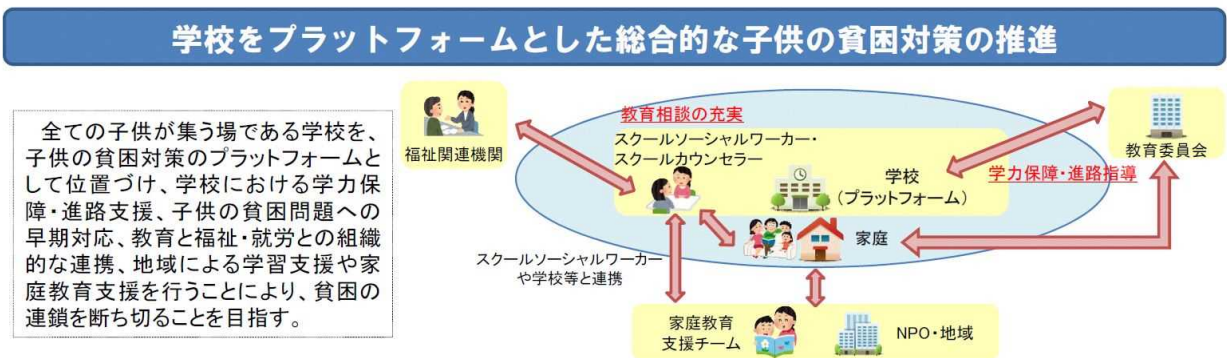 学校をプラットフォームとした総合的な子供の貧困対策の推進
全ての子供が集う場である学校を、
子供の貧困対策のプラットフォームと
して位置づけ、学校における学力保
障・進路支援、子供の貧困問題への
早期対応、教育と福祉・就労との組織
的な連携、地域による学習支援や家
庭教育支援を行うことにより、貧困の
連鎖を断ち切ることを目指す。
福祉関連機関
教育相談の充実
スクールソーシャルワーカー・
スクールカウンセラー
学校
(プラットフォーム)
教育委員会
学力保障・進路指導
家庭
スクールソーシャルワーカー
や学校等と連携
家庭教育
支援チーム
NPO・地域